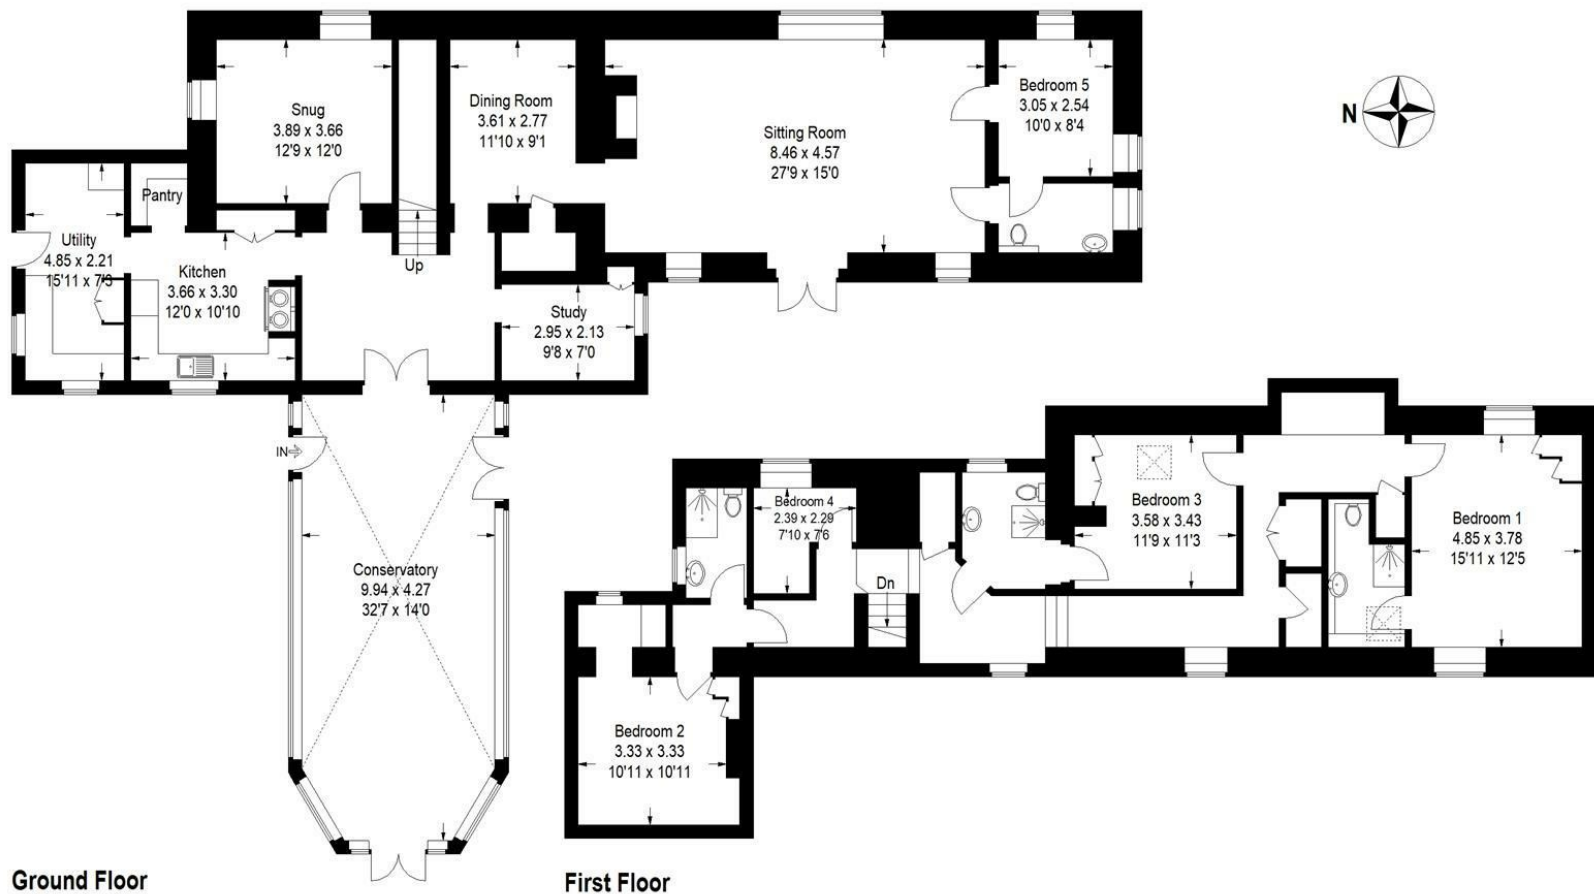 Snug
3.89 x 3.66
12'9 x 12'0
Dining Room
3.61 x 2.77
11'10 x 9'1
Sitting Room
8.46 x 4.57
27'9 x 15'0
Bedroom 5
3.05 x 2.54
10'0 x 8'4
N
Pantry
Utility
4.85 x 2.21
15'11 x 7'3
Kitchen
3.66 x 3.30
12'0 x 10'10
Up
Study
2.95 x 2.13
9'8 x 7'0
IN
Conservatory
9.94 x 4.27
32'7 x 14'0
Bedroom 4
2.39 x 2.29
7'10 x 7'6
Dn
Bedroom 3
3.58 x 3.43
11'9 x 11'3
Bedroom 1
4.85 x 3.78
15'11 x 12'5
Bedroom 2
3.33 x 3.33
10'11 x 10'11
Ground Floor
First Floor